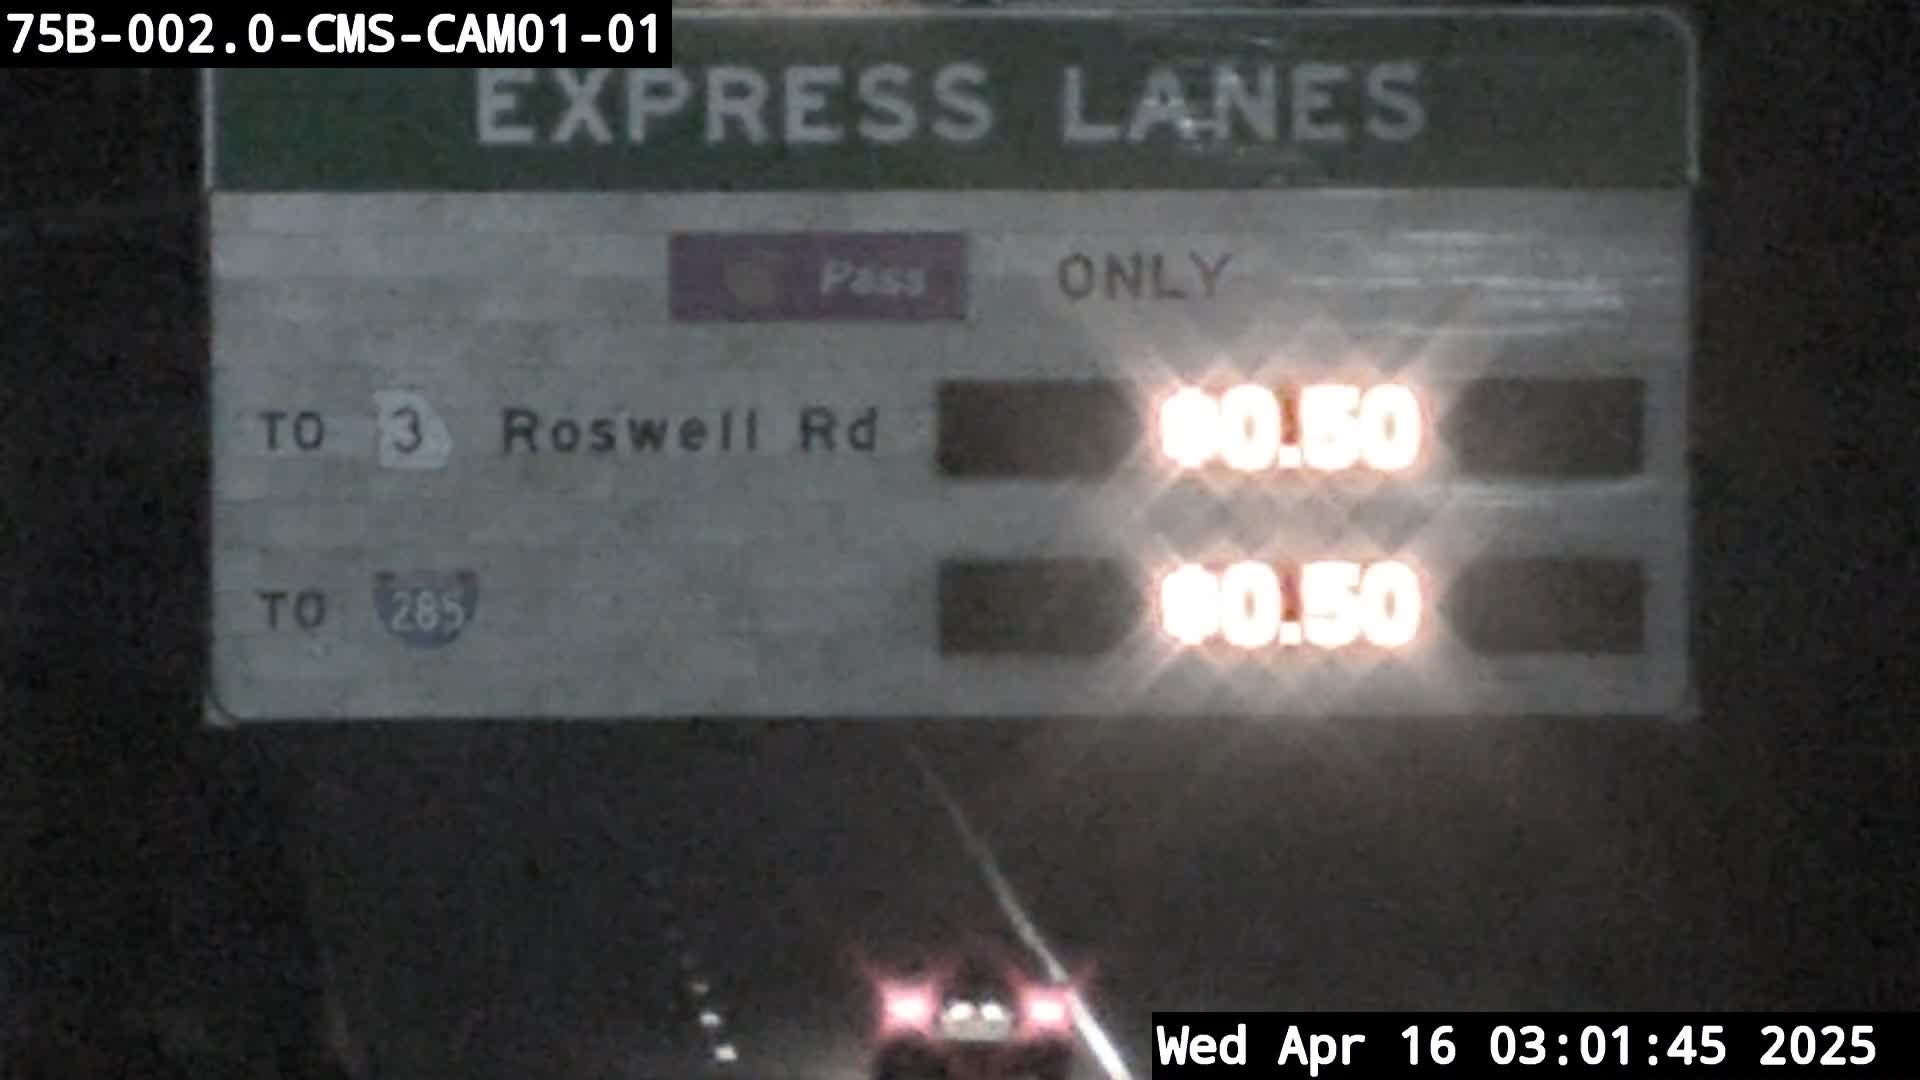 75B-002.0-CMS-CAM01-01
EXPRESS LANES
Pass ONLY
TO 3 Roswell Rd $0.50
TO 285 $0.50
Wed Apr 16 03:01:45 2025